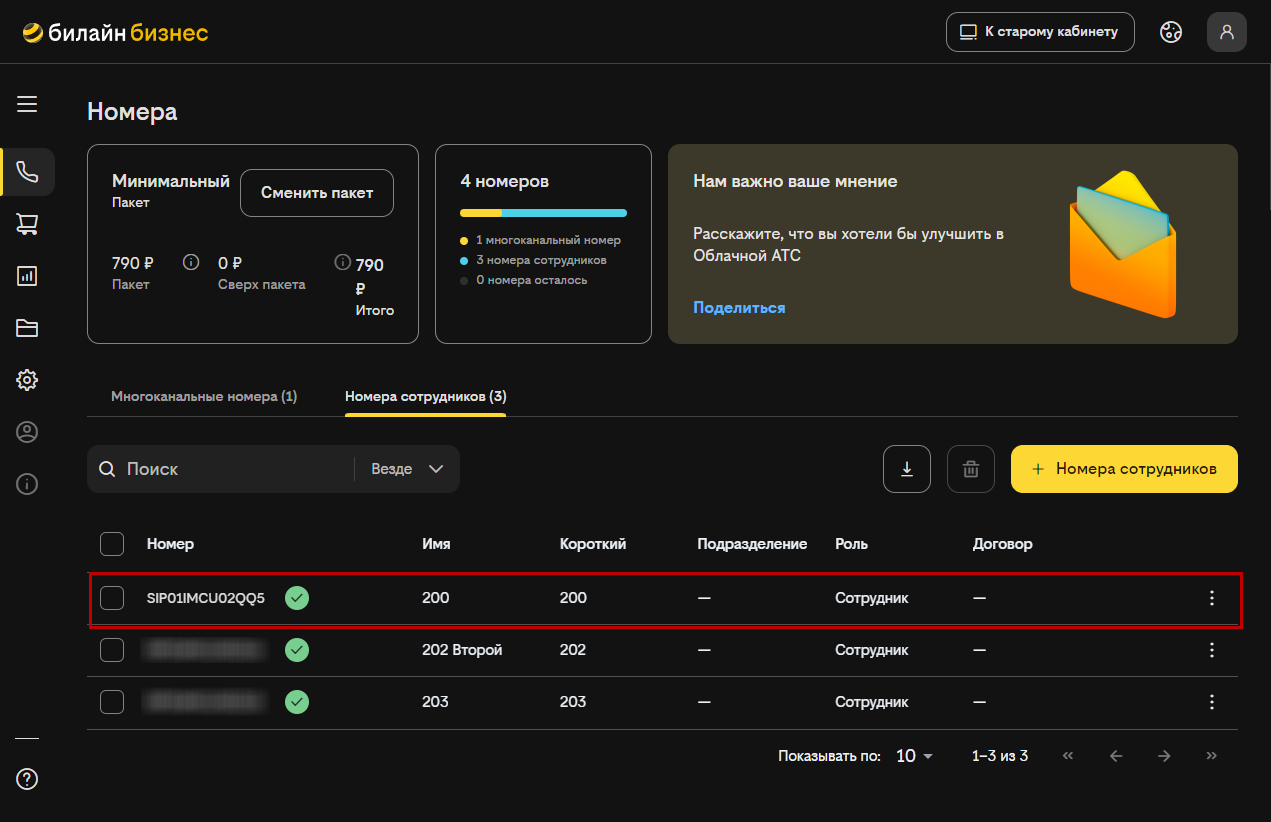 билайн бизнес
К старому кабинету
Номера
Минимальный
Пакет
Сменить пакет
790 ₽
Пакет
0 ₽
Сверх пакета
790
₽
Итого
4 номеров
1 многоканальный номер
3 номера сотрудников
0 номера осталось
Нам важно ваше мнение
Расскажите, что вы хотели бы улучшить в
Облачной АТС
Поделиться
Многоканальные номера (1)
Номера сотрудников (3)
Поиск
Везде
+ Номера сотрудников
Номер Имя Короткий Подразделение Роль Договор
SIP01IMCU02QQ5 200 200 — Сотрудник —
202 Второй 202 — Сотрудник —
203 203 — Сотрудник —
Показывать по: 10 1–3 из 3